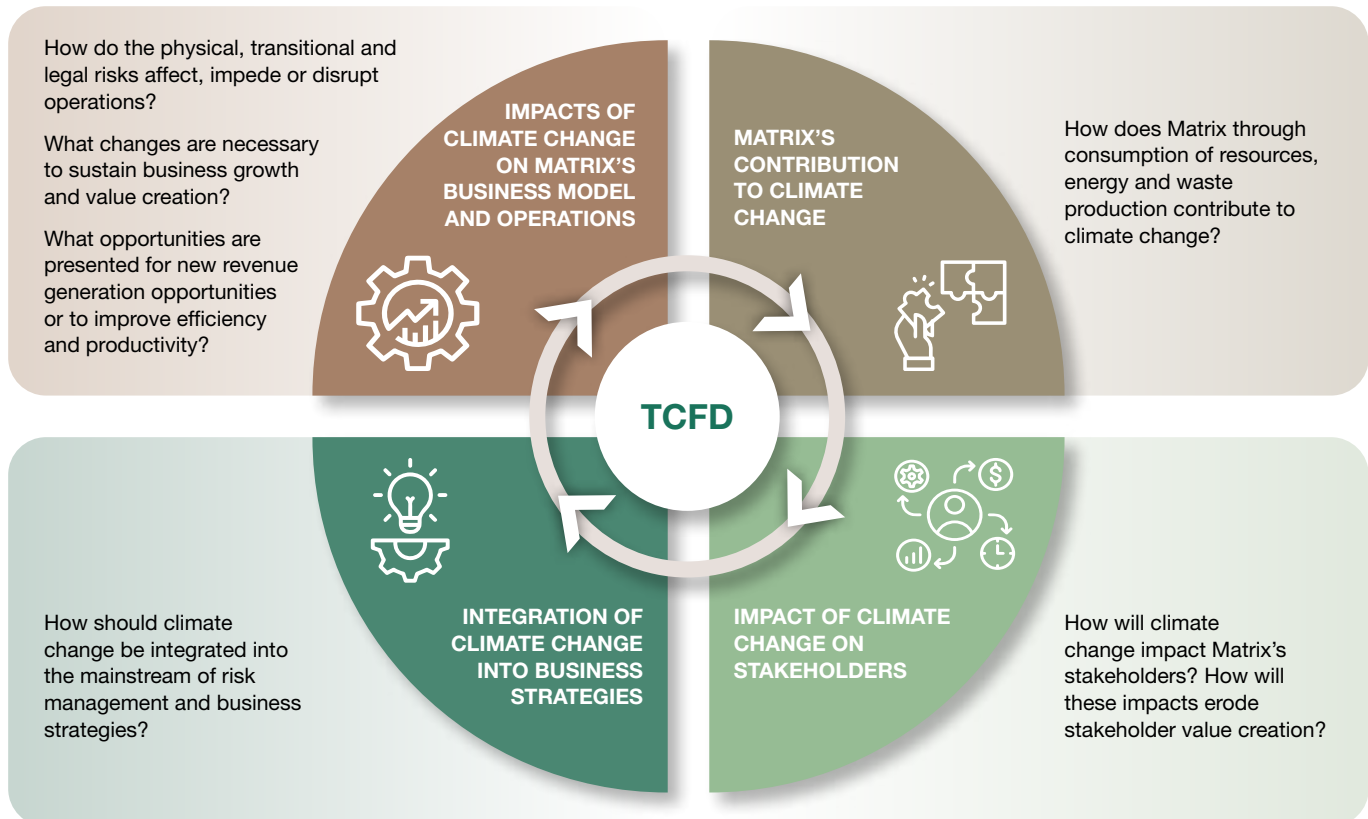 How do the physical, transitional and
legal risks affect, impede or disrupt
operations?
What changes are necessary
to sustain business growth
and value creation?
What opportunities are
presented for new revenue
generation opportunities
or to improve efficiency
and productivity?
IMPACTS OF
CLIMATE CHANGE
ON MATRIX’S
BUSINESS MODEL
AND OPERATIONS
MATRIX’S
CONTRIBUTION
TO CLIMATE
CHANGE
How does Matrix through
consumption of resources,
energy and waste
production contribute to
climate change?
TCFD
$
How should climate
change be integrated into
the mainstream of risk
management and business
strategies?
INTEGRATION OF
CLIMATE CHANGE
INTO BUSINESS
STRATEGIES
IMPACT OF CLIMATE
CHANGE ON
STAKEHOLDERS
How will climate
change impact Matrix’s
stakeholders? How will
these impacts erode
stakeholder value creation?